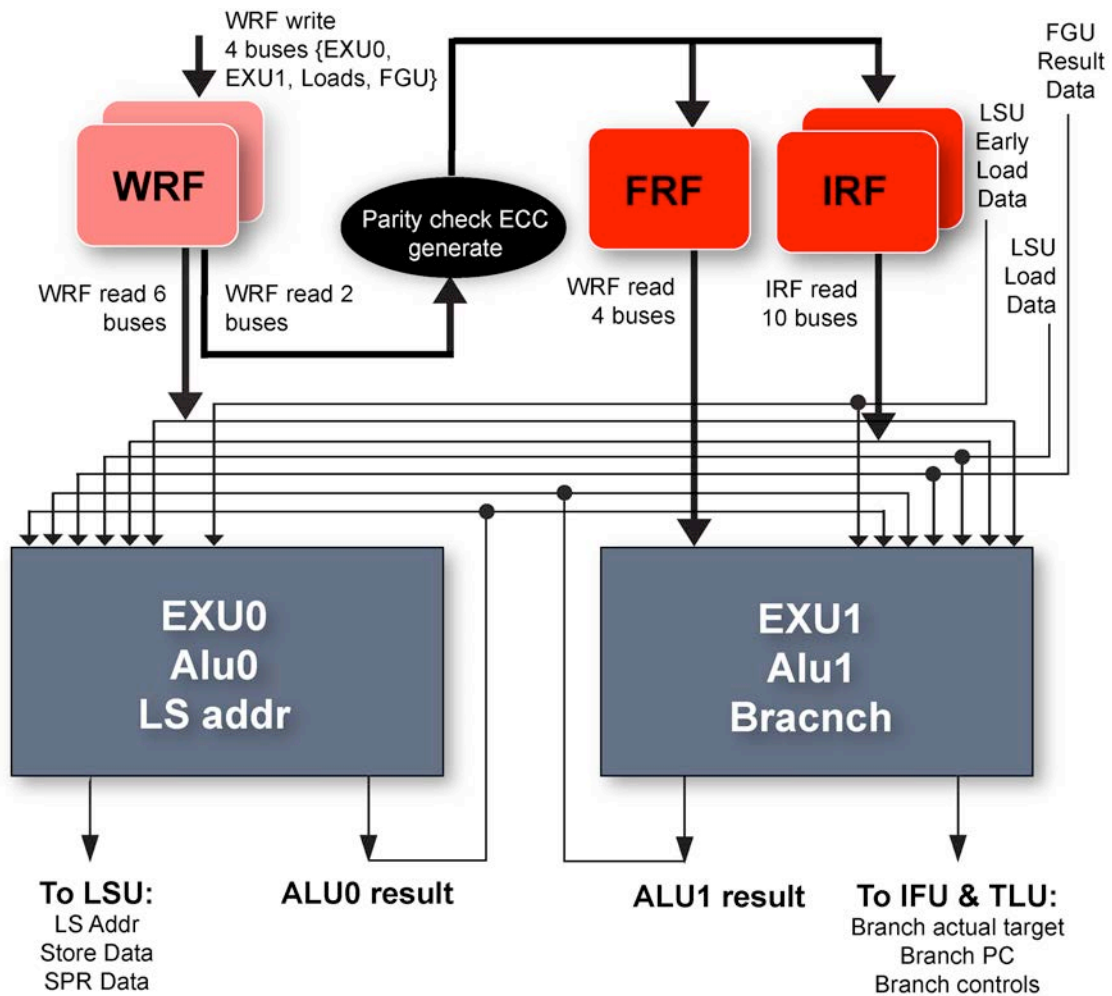 WRF write
4 buses {EXU0,
EXU1, Loads, FGU}
FGU
Result
Data
LSU
Early
Load
Data
WRF
Parity check ECC
generate
FRF
IRF
LSU
Load
Data
WRF read 6
buses
WRF read 2
buses
WRF read
4 buses
IRF read
10 buses
EXU0
Alu0
LS addr
EXU1
Alu1
Bracnch
To LSU:
LS Addr
Store Data
SPR Data
ALU0 result
ALU1 result
To IFU & TLU:
Branch actual target
Branch PC
Branch controls